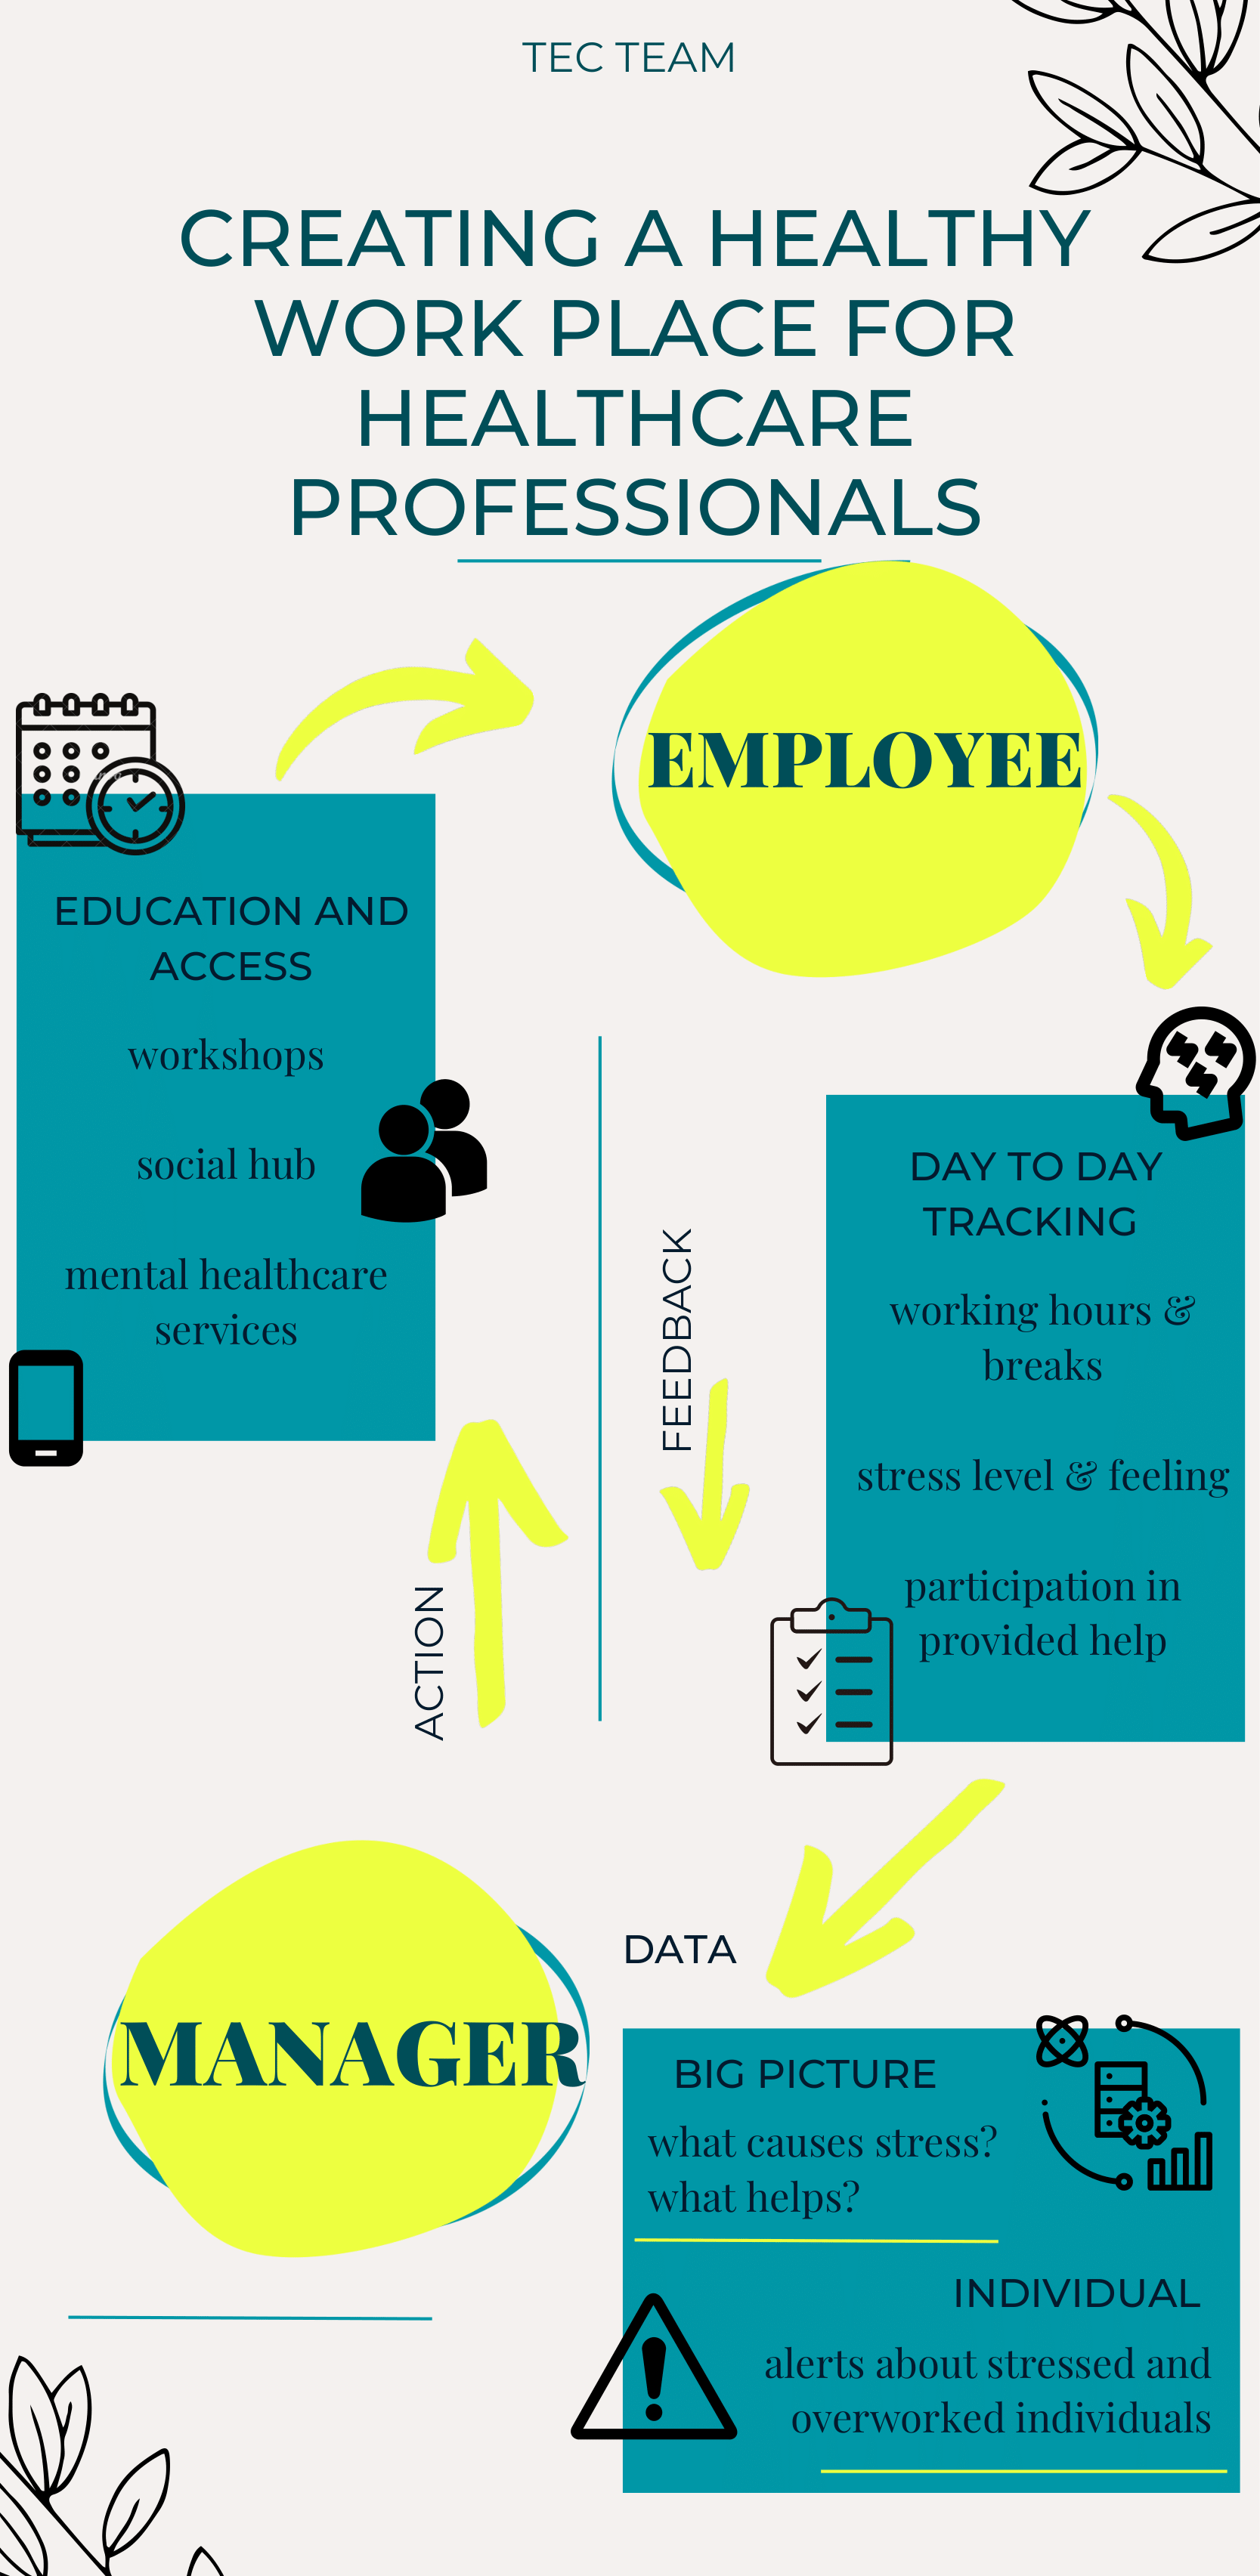 TEC TEAM
CREATING A HEALTHY
WORK PLACE FOR
HEALTHCARE
PROFESSIONALS
EMPLOYEE
EDUCATION AND
ACCESS
workshops
social hub
mental healthcare
services
FEEDBACK
ACTION
DAY TO DAY
TRACKING
working hours &
breaks
stress level & feeling
participation in
provided help
MANAGER
DATA
BIG PICTURE
what causes stress?
what helps?
INDIVIDUAL
alerts about stressed and
overworked individuals